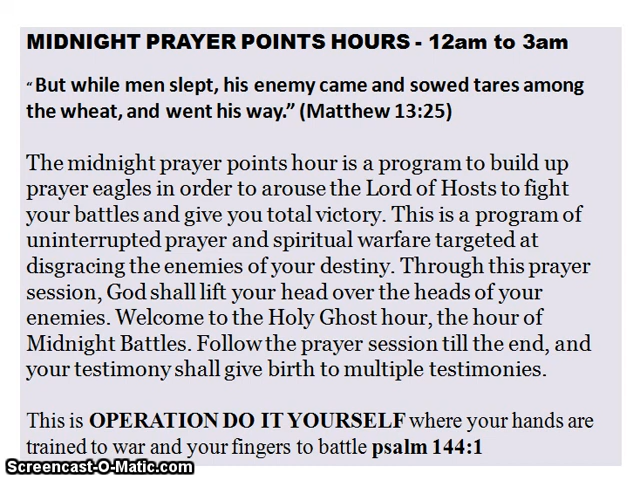 MIDNIGHT PRAYER POINTS HOURS - 12am to 3am
“ But while men slept, his enemy came and sowed tares among
the wheat, and went his way.” (Matthew 13:25)
The midnight prayer points hour is a program to build up
prayer eagles in order to arouse the Lord of Hosts to fight
your battles and give you total victory. This is a program of
uninterrupted prayer and spiritual warfare targeted at
disgracing the enemies of your destiny. Through this prayer
session, God shall lift your head over the heads of your
enemies. Welcome to the Holy Ghost hour, the hour of
Midnight Battles. Follow the prayer session till the end, and
your testimony shall give birth to multiple testimonies.
This is OPERATION DO IT YOURSELF where your hands are
trained to war and your fingers to battle psalm 144:1
Screencast-O-Matic.com